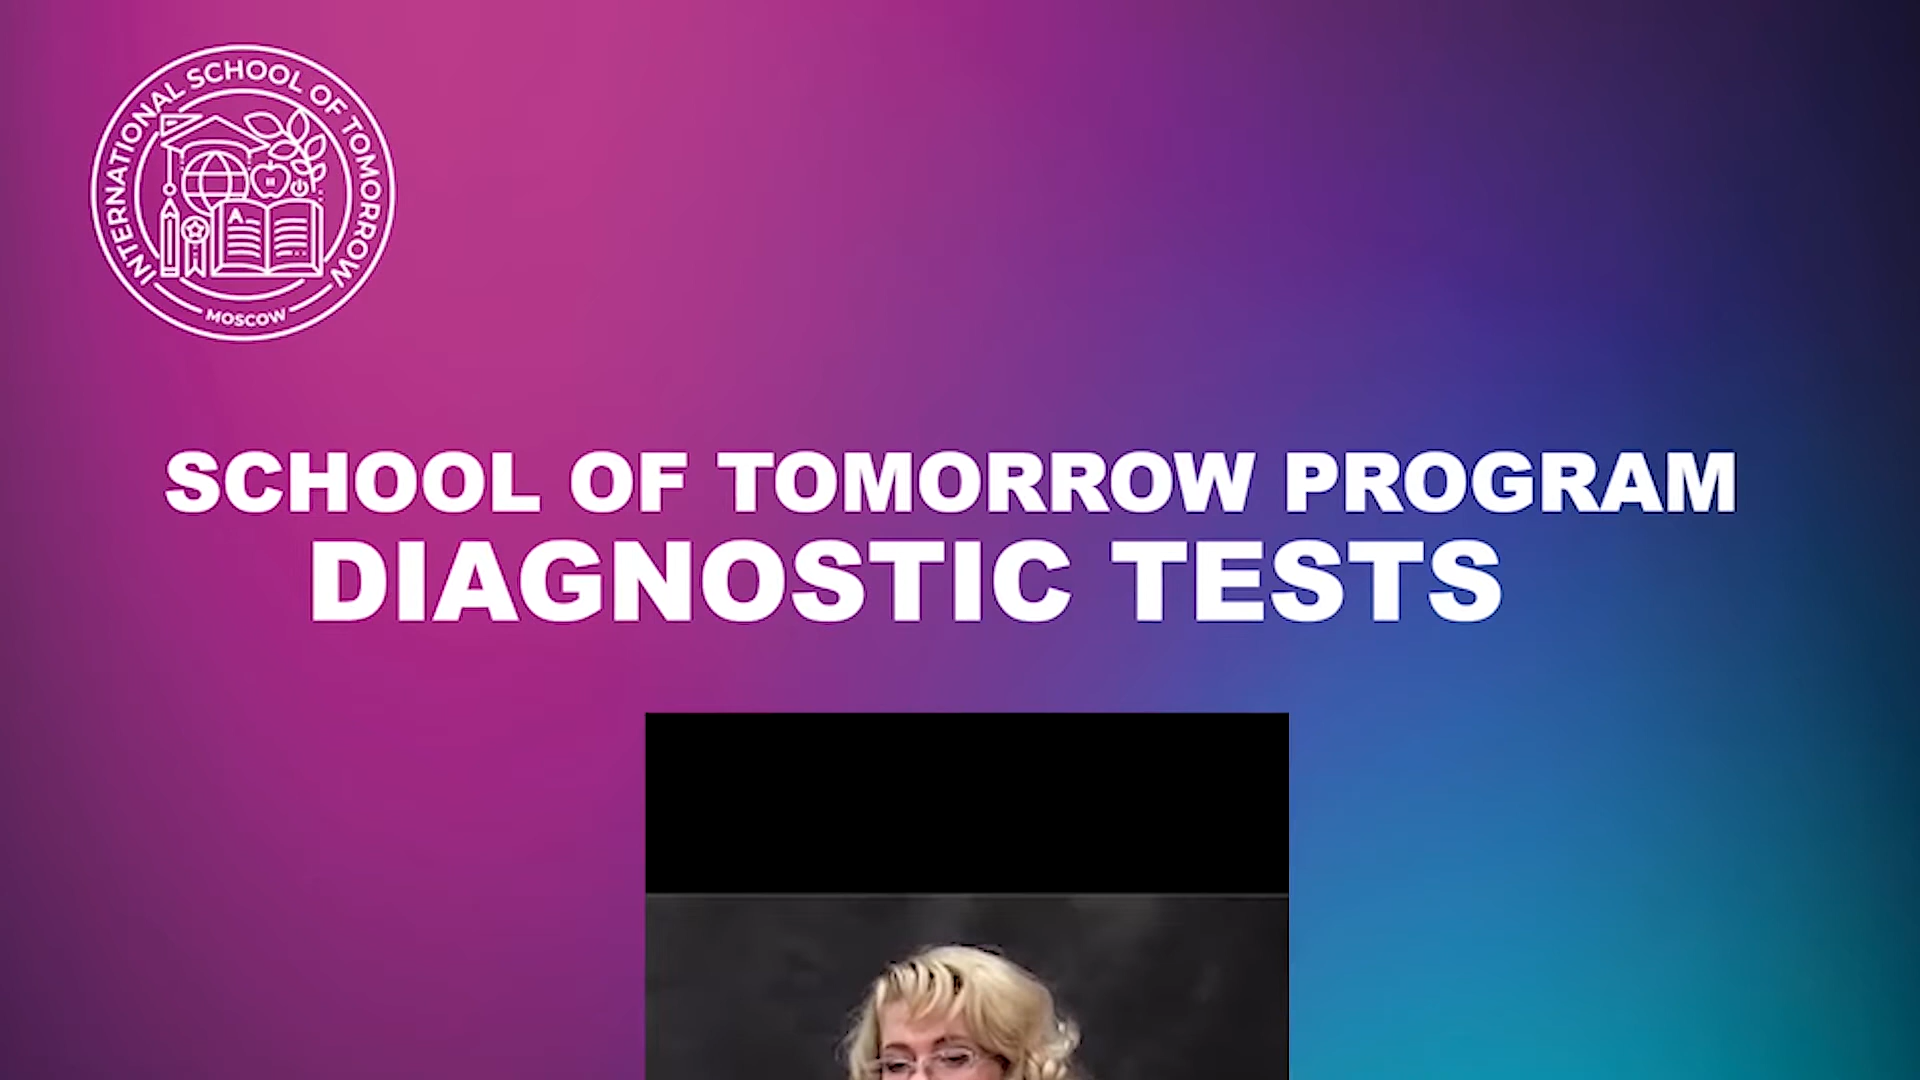 INTERNATIONAL SCHOOL OF TOMORROW
MOSCOW
A
SCHOOL OF TOMORROW PROGRAM
DIAGNOSTIC TESTS